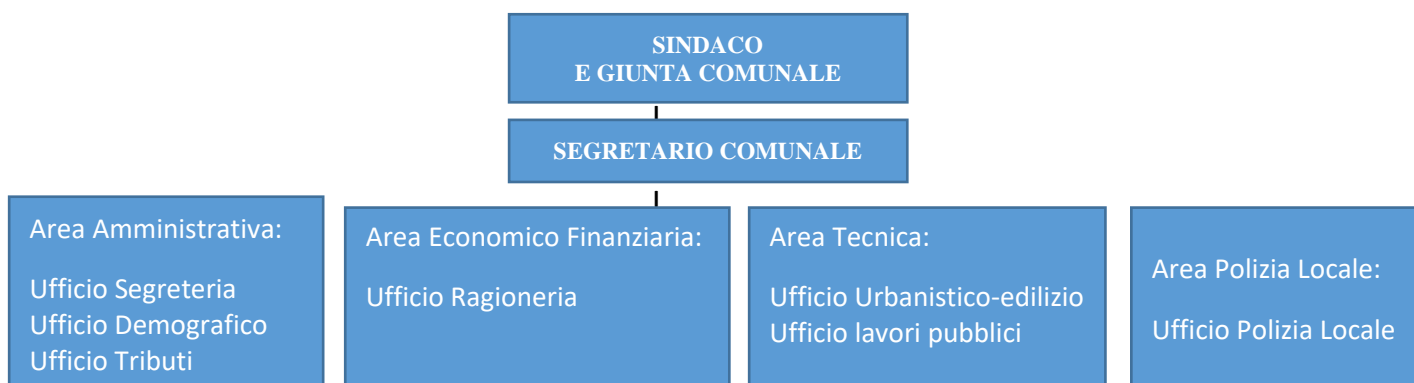 SINDACO
E GIUNTA COMUNALE
SEGRETARIO COMUNALE
Area Amministrativa:
Ufficio Segreteria
Ufficio Demografico
Ufficio Tributi
Area Economico Finanziaria:
Ufficio Ragioneria
Area Tecnica:
Ufficio Urbanistico-edilizio
Ufficio lavori pubblici
Area Polizia Locale:
Ufficio Polizia Locale